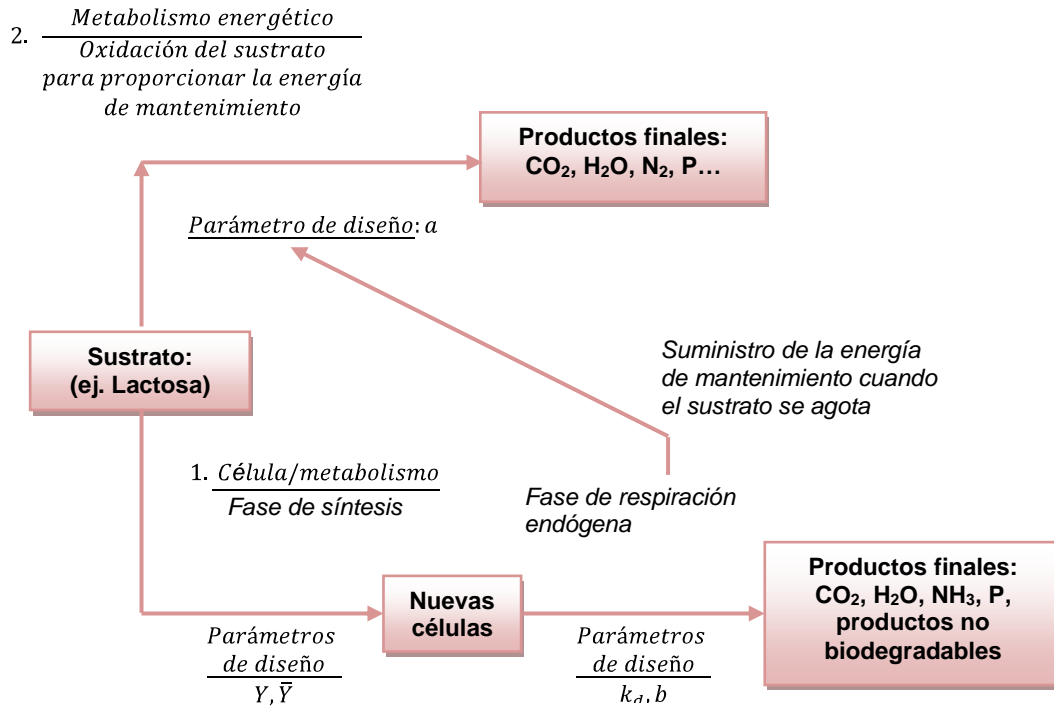 2. Metabolismo energético
Oxidación del sustrato
para proporcionar la energía
de mantenimiento
Productos finales:
CO₂, H₂O, N₂, P…
Parámetro de diseño: a
Sustrato:
(ej. Lactosa)
Suministro de la energía
de mantenimiento cuando
el sustrato se agota
1. Célula/metabolismo
Fase de síntesis
Fase de respiración
endógena
Nuevas
células
Productos finales:
CO₂, H₂O, NH₃, P,
productos no
biodegradables
Parámetros
de diseño
Y, Ȳ
Parámetros
de diseño
k_d, b